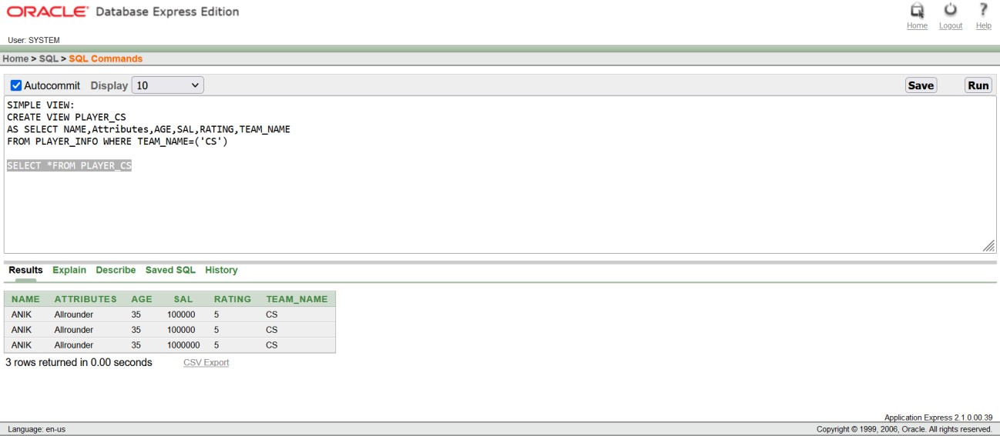 ORACLE® Database Express Edition
Home Logout Help
User: SYSTEM
Home > SQL > SQL Commands
Autocommit Display 10 Save Run
SIMPLE VIEW:
CREATE VIEW PLAYER_CS
AS SELECT NAME,Attributes,AGE,SAL,RATING,TEAM_NAME
FROM PLAYER_INFO WHERE TEAM_NAME=('CS')
SELECT *FROM PLAYER_CS
Results Explain Describe Saved SQL History
NAME ATTRIBUTES AGE SAL RATING TEAM_NAME
ANIK Allrounder 35 100000 5 CS
ANIK Allrounder 35 100000 5 CS
ANIK Allrounder 35 1000000 5 CS
3 rows returned in 0.00 seconds CSV Export
Application Express 2.1.0.00.39
Language: en-us Copyright © 1999, 2006, Oracle. All rights reserved.